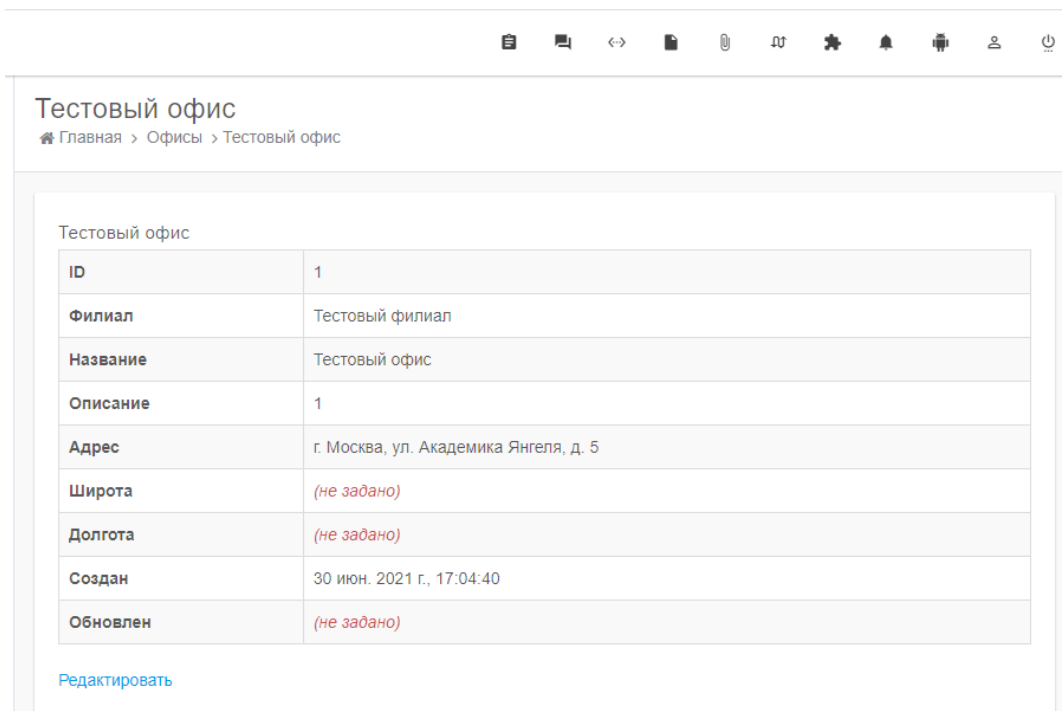 Тестовый офис
Главная > Офисы > Тестовый офис
Тестовый офис
ID 1
Филиал Тестовый филиал
Название Тестовый офис
Описание 1
Адрес г. Москва, ул. Академика Янгеля, д. 5
Широта (не задано)
Долгота (не задано)
Создан 30 июн. 2021 г., 17:04:40
Обновлен (не задано)
Редактировать